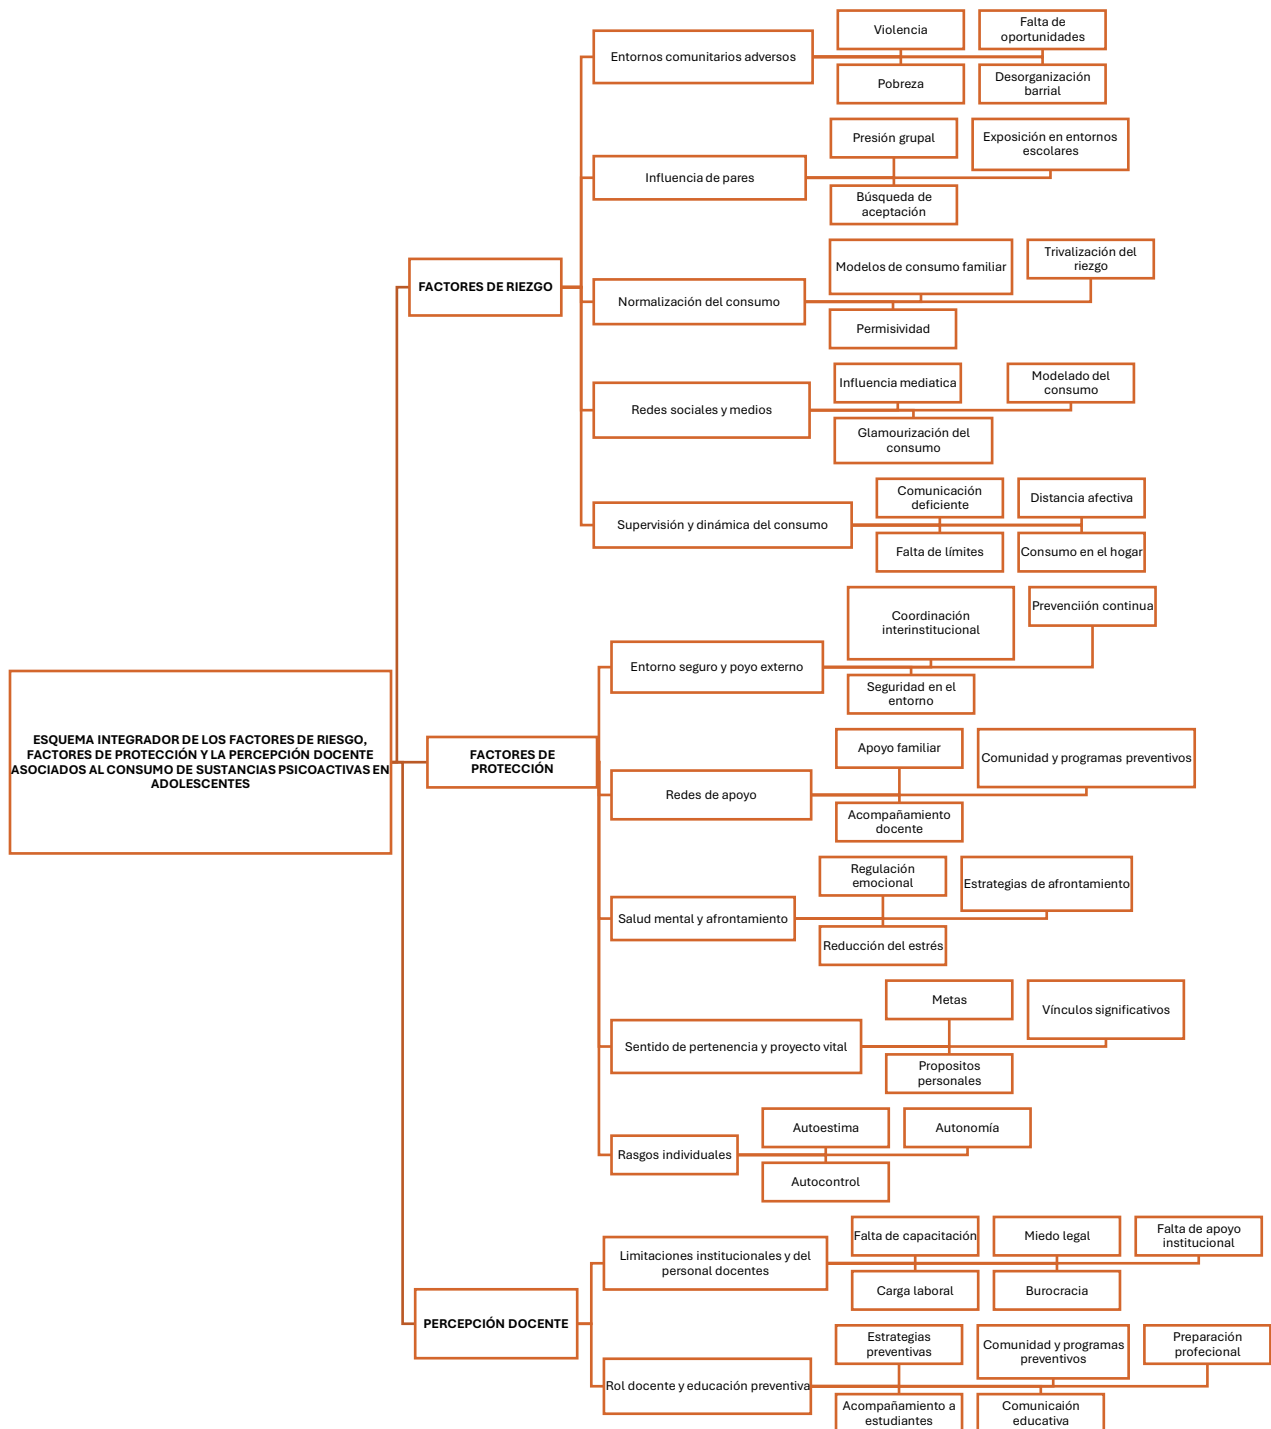 ESQUEMA INTEGRADOR DE LOS FACTORES DE RIESGO,
FACTORES DE PROTECCIÓN Y LA PERCEPCIÓN DOCENTE
ASOCIADOS AL CONSUMO DE SUSTANCIAS PSICOACTIVAS EN
ADOLESCENTES
FACTORES DE RIEZGO
Entornos comunitarios adversos
Violencia
Falta de
oportunidades
Pobreza
Desorganización
barrial
Influencia de pares
Presión grupal
Exposición en entornos
escolares
Búsqueda de
aceptación
Normalización del consumo
Modelos de consumo familiar
Trivalización del
riezgo
Permisividad
Redes sociales y medios
Influencia mediatica
Modelado del
consumo
Glamourización del
consumo
Supervisión y dinámica del consumo
Comunicación
deficiente
Distancia afectiva
Falta de límites
Consumo en el hogar
FACTORES DE
PROTECCIÓN
Entorno seguro y poyo externo
Coordinación
interinstitucional
Prevenciión continua
Seguridad en el
entorno
Redes de apoyo
Apoyo familiar
Comunidad y programas preventivos
Acompañamiento
docente
Salud mental y afrontamiento
Regulación
emocional
Estrategias de afrontamiento
Reducción del estrés
Sentido de pertenencia y proyecto vital
Metas
Vínculos significativos
Propositos
personales
Rasgos individuales
Autoestima
Autonomía
Autocontrol
PERCEPCIÓN DOCENTE
Limitaciones institucionales y del
personal docentes
Falta de capacitación
Miedo legal
Falta de apoyo
institucional
Carga laboral
Burocracia
Rol docente y educación preventiva
Estrategias
preventivas
Comunidad y programas
preventivos
Preparación
profecional
Acompañamiento a
estudiantes
Comunicaión
educativa